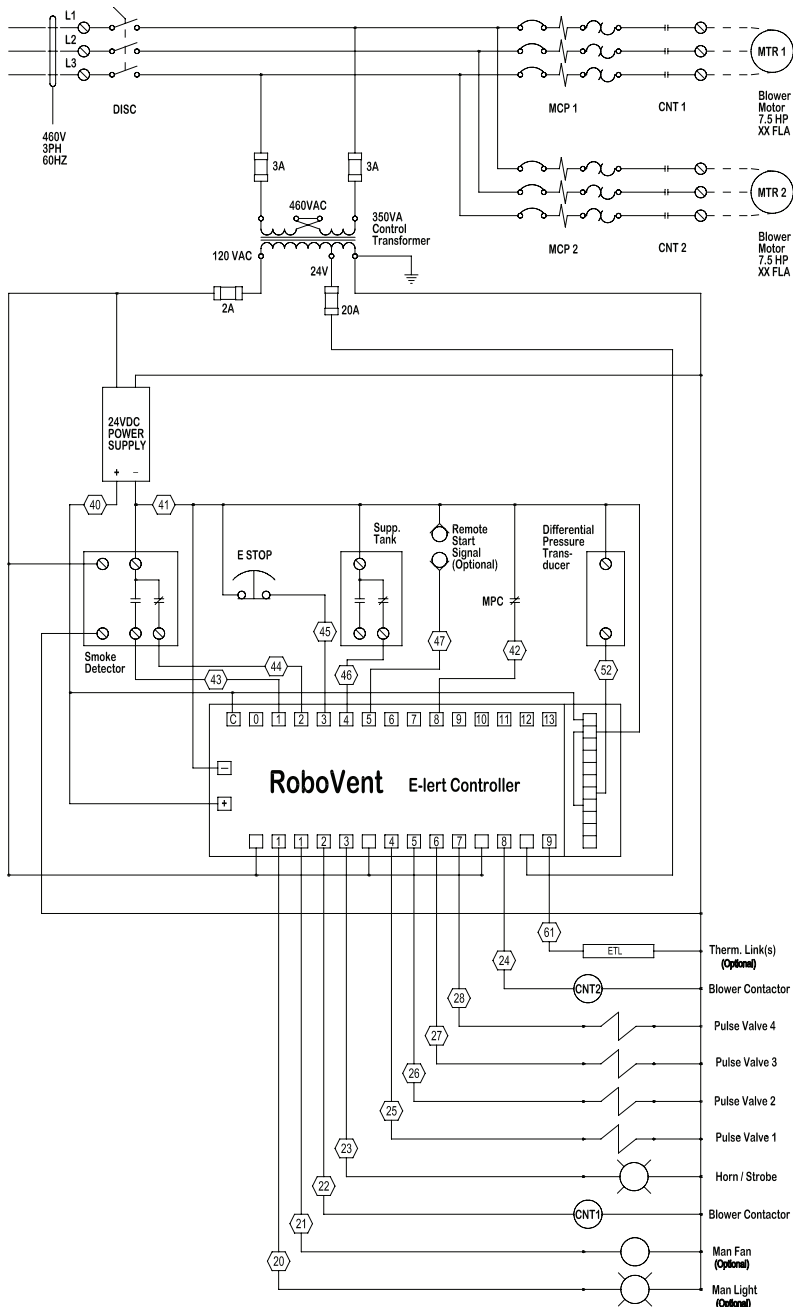 L1
L2
L3
DISC
460V
3PH
60HZ
MCP 1
CNT 1
MTR 1
Blower
Motor
7.5 HP
XX FLA
3A
3A
MTR 2
460VAC
350VA
Control
Transformer
MCP 2
CNT 2
Blower
Motor
7.5 HP
XX FLA
120 VAC
24V
2A
20A
24VDC
POWER
SUPPLY
+ –
40
41
E STOP
Supp.
Tank
Remote
Start
Signal
(Optional)
Differential
Pressure
Trans-
ducer
MPC
45
47
42
Smoke
Detector
44
43
46
52
C 0 1 2 3 4 5 6 7 8 9 10 11 12 13
–
RoboVent E-lert Controller
+
1 1 2 3 4 5 6 7 8 9
61
ETL
Therm. Link(s)
(Optional)
24
CNT2
Blower Contactor
28
Pulse Valve 4
27
Pulse Valve 3
26
Pulse Valve 2
25
Pulse Valve 1
23
Horn / Strobe
22
CNT1
Blower Contactor
21
Man Fan
(Optional)
20
Man Light
(Optional)